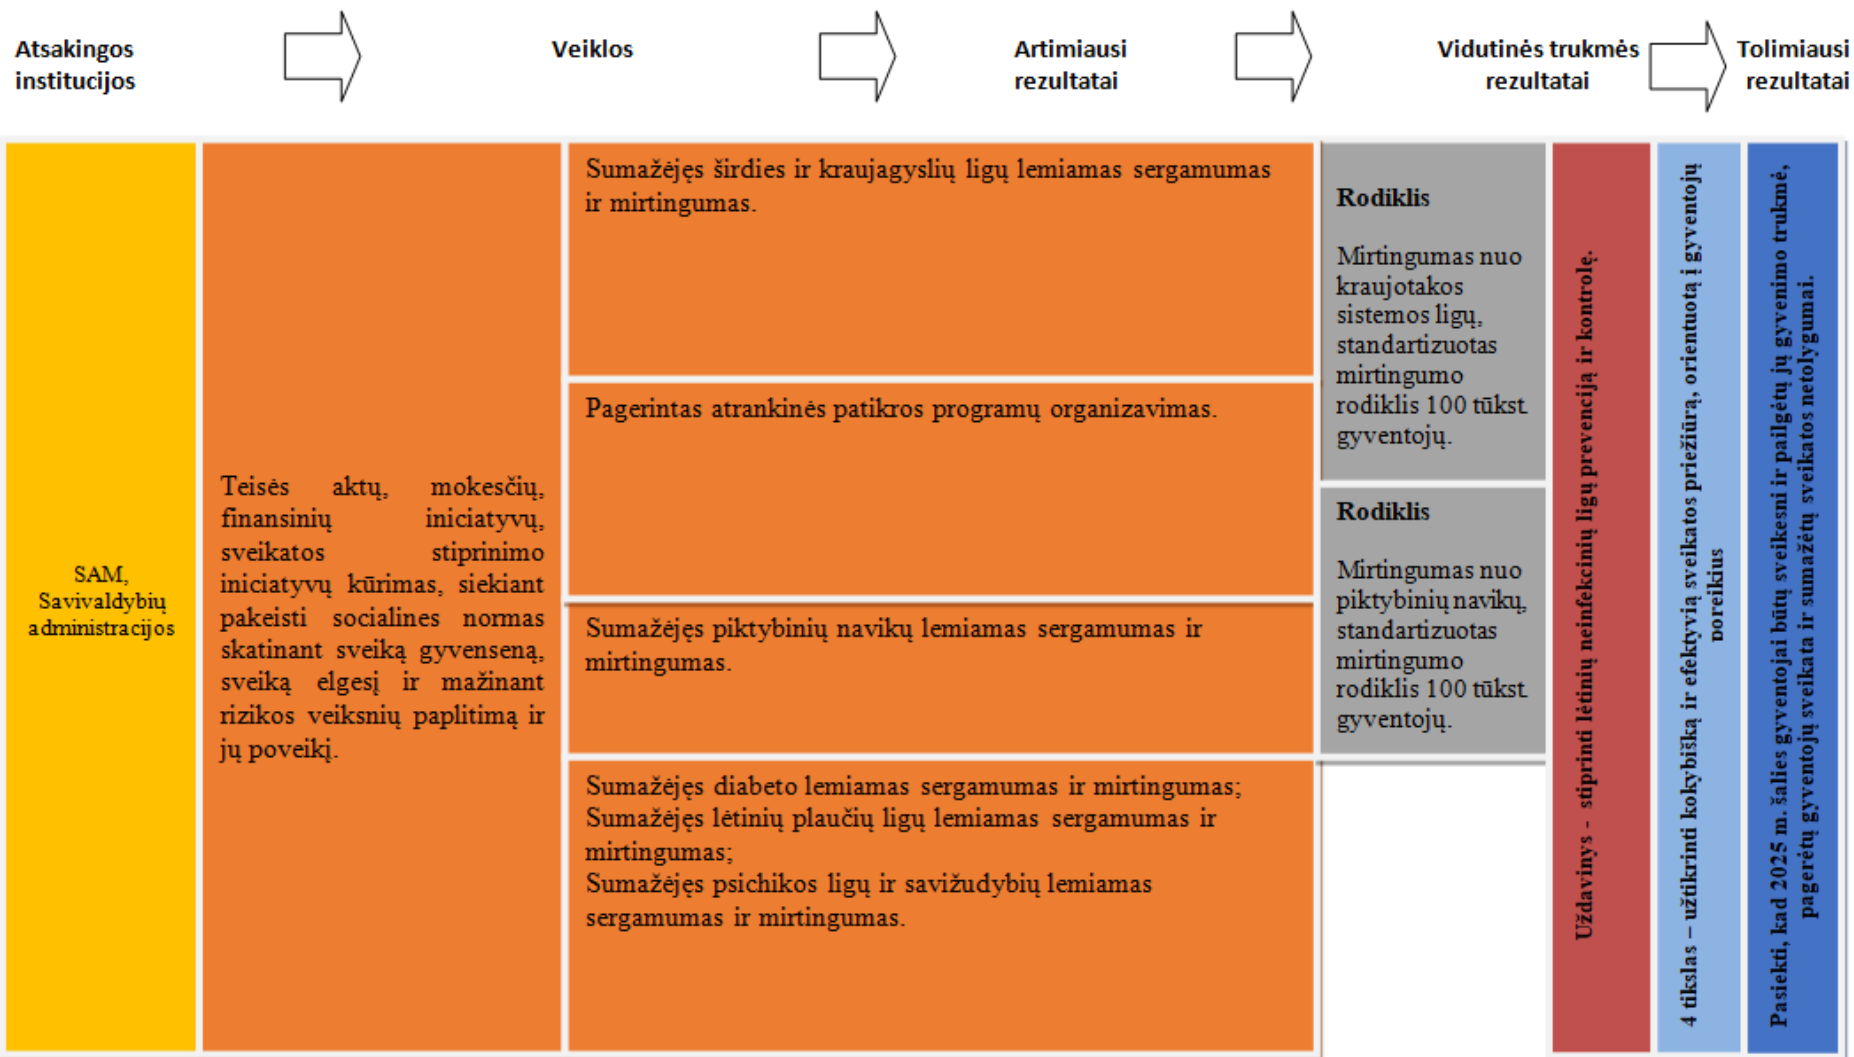 Atsakingos
institucijos
Veiklos
Artimiausi
rezultatai
Vidutinės trukmės
rezultatai
Tolimiausi
rezultatai
SAM,
Savivaldybių
administracijos
Teisės aktų, mokesčių,
finansinių iniciatyvų,
sveikatos stiprinimo
iniciatyvų kūrimas, siekiant
pakeisti socialines normas
skatinant sveiką gyvenseną,
sveiką elgesį ir mažinant
rizikos veiksnių paplitimą ir
jų poveikį.
Sumažėjęs širdies ir kraujagyslių ligų lemiamas sergamumas
ir mirtingumas.
Pagerintas atrankinės patikros programų organizavimas.
Sumažėjęs piktybinių navikų lemiamas sergamumas ir
mirtingumas.
Sumažėjęs diabeto lemiamas sergamumas ir mirtingumas;
Sumažėjęs lėtinių plaučių ligų lemiamas sergamumas ir
mirtingumas;
Sumažėjęs psichikos ligų ir savižudybių lemiamas
sergamumas ir mirtingumas.
Rodiklis
Mirtingumas nuo
kraujotakos
sistemos ligų,
standartizuotas
mirtingumo
rodiklis 100 tūkst.
gyventojų.
Rodiklis
Mirtingumas nuo
piktybinių navikų,
standartizuotas
mirtingumo
rodiklis 100 tūkst.
gyventojų.
Uždavinys - stiprinti lėtinių neinfekcinių ligų prevenciją ir kontrolę.
4 tikslas – užtikrinti kokybišką ir efektyvią sveikatos priežiūrą, orientuotą į gyventojų
poreikius
Pasiekti, kad 2025 m. šalies gyventojai būtų sveikesni ir pailgėtų jų gyvenimo trukmė,
pagerėtų gyventojų sveikata ir sumažėtų sveikatos netolygumai.